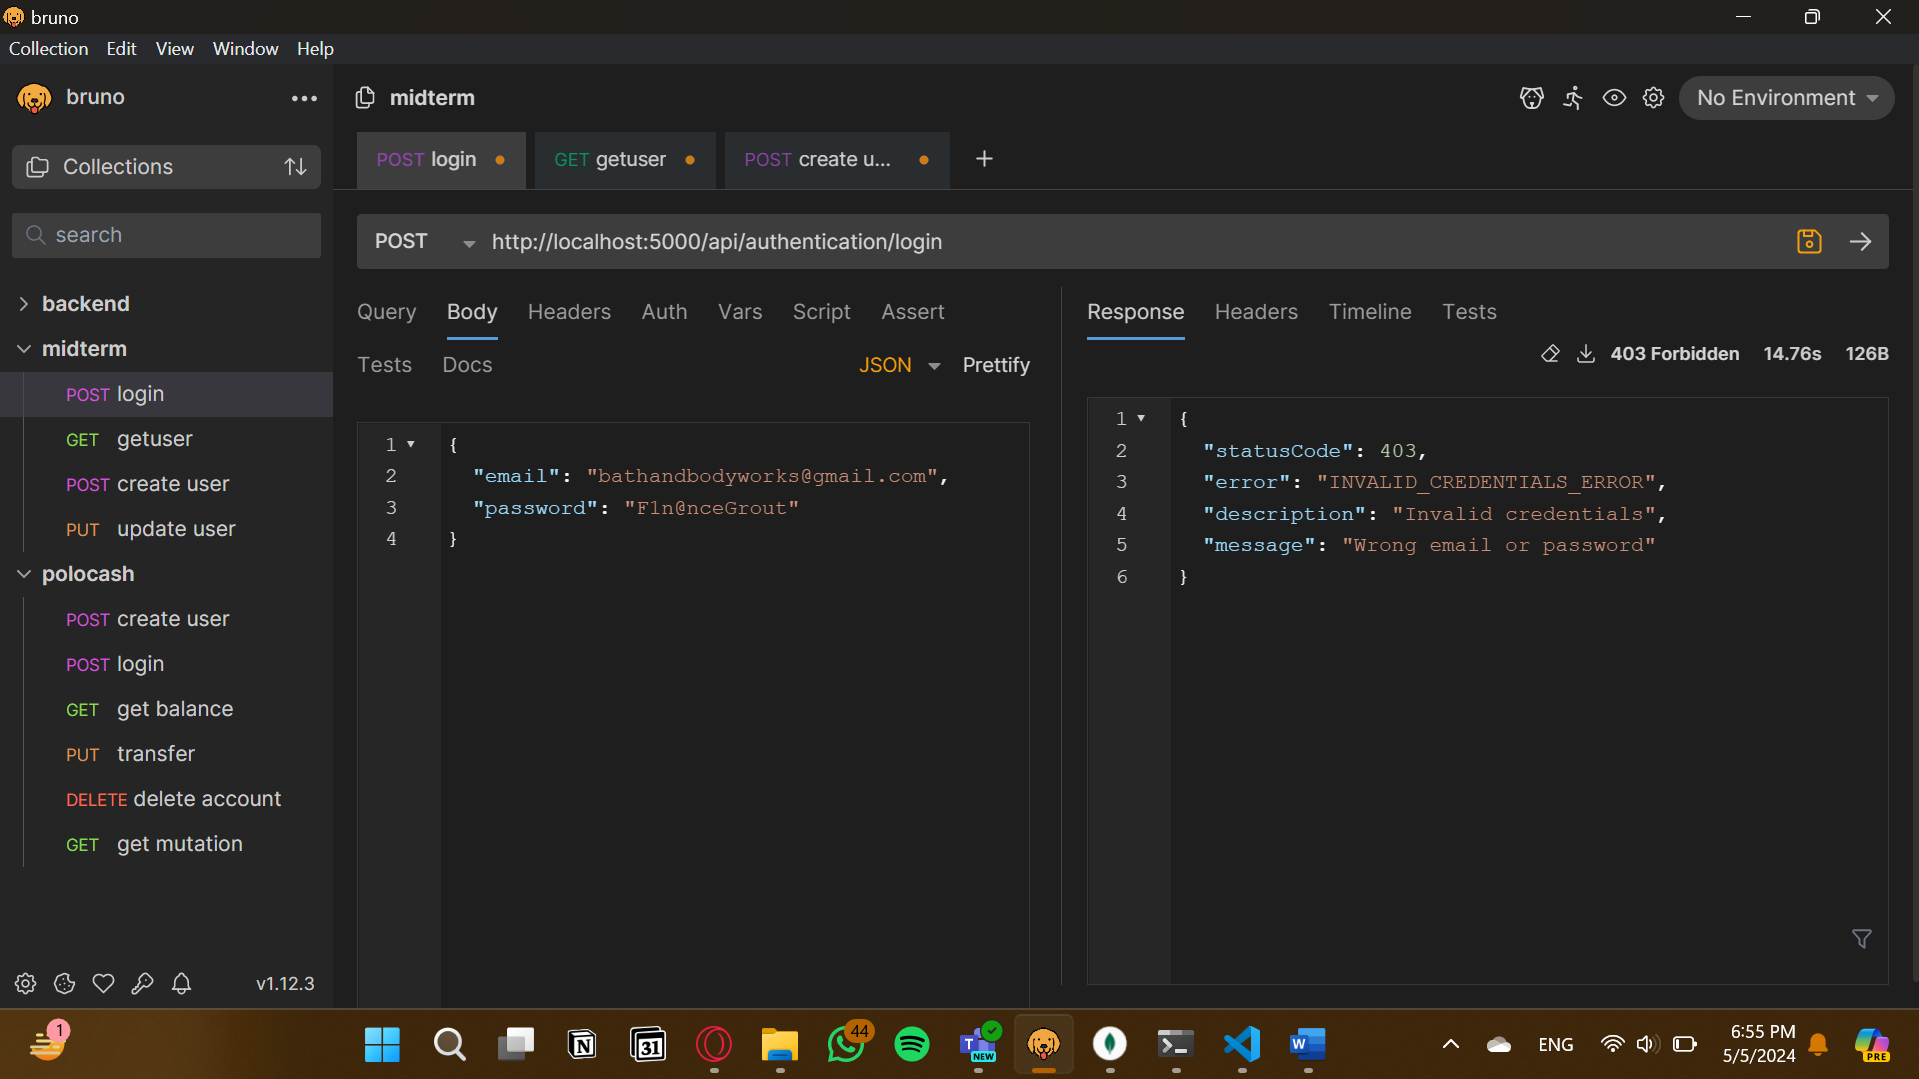 bruno
Collection Edit View Window Help
bruno
midterm
No Environment
Collections
POST login
GET getuser
POST create u...
search
POST http://localhost:5000/api/authentication/login
backend
midterm
POST login
GET getuser
POST create user
PUT update user
polocash
POST create user
POST login
GET get balance
PUT transfer
DELETE delete account
GET get mutation
v1.12.3
Query Body Headers Auth Vars Script Assert
Tests Docs
JSON Prettify
1 {
2 "email": "bathandbodyworks@gmail.com",
3 "password": "F1n@nceGrout"
4 }
Response Headers Timeline Tests
403 Forbidden 14.76s 126B
1 {
2 "statusCode": 403,
3 "error": "INVALID_CREDENTIALS_ERROR",
4 "description": "Invalid credentials",
5 "message": "Wrong email or password"
6 }
1
31
44
T
NEW
W
ENG
6:55 PM
5/5/2024
PRE